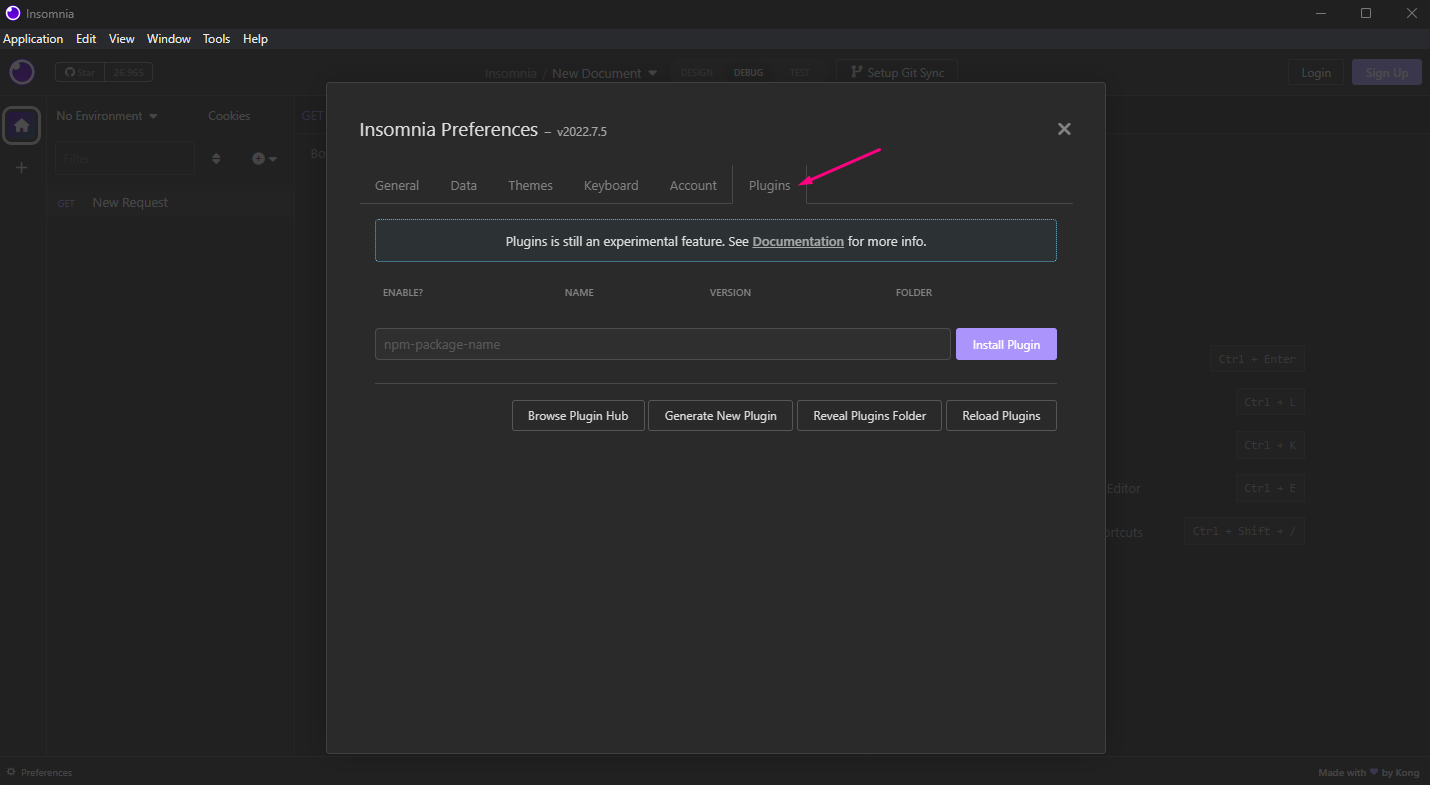 Insomnia
Application Edit View Window Tools Help
Star 26,965
Insomnia / New Document DESIGN DEBUG TEST Setup Git Sync Login Sign Up
No Environment Cookies GET
Filter Bo
GET New Request
Insomnia Preferences – v2022.7.5
General Data Themes Keyboard Account Plugins
Plugins is still an experimental feature. See Documentation for more info.
ENABLE? NAME VERSION FOLDER
npm-package-name Install Plugin
Browse Plugin Hub Generate New Plugin Reveal Plugins Folder Reload Plugins
Ctrl + Enter
Ctrl + L
Ctrl + K
Editor Ctrl + E
ortcuts Ctrl + Shift + /
Preferences Made with ❤ by Kong